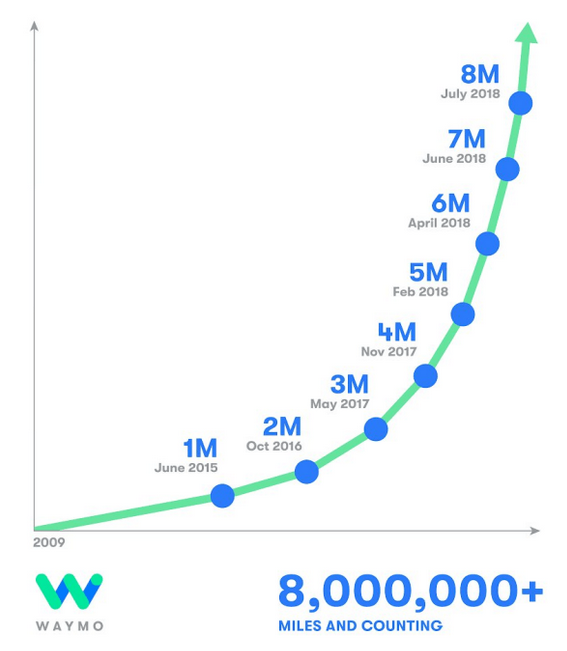 8M
July 2018
7M
June 2018
6M
April 2018
5M
Feb 2018
4M
Nov 2017
3M
May 2017
2M
Oct 2016
1M
June 2015
2009
WAYMO
8,000,000+
MILES AND COUNTING